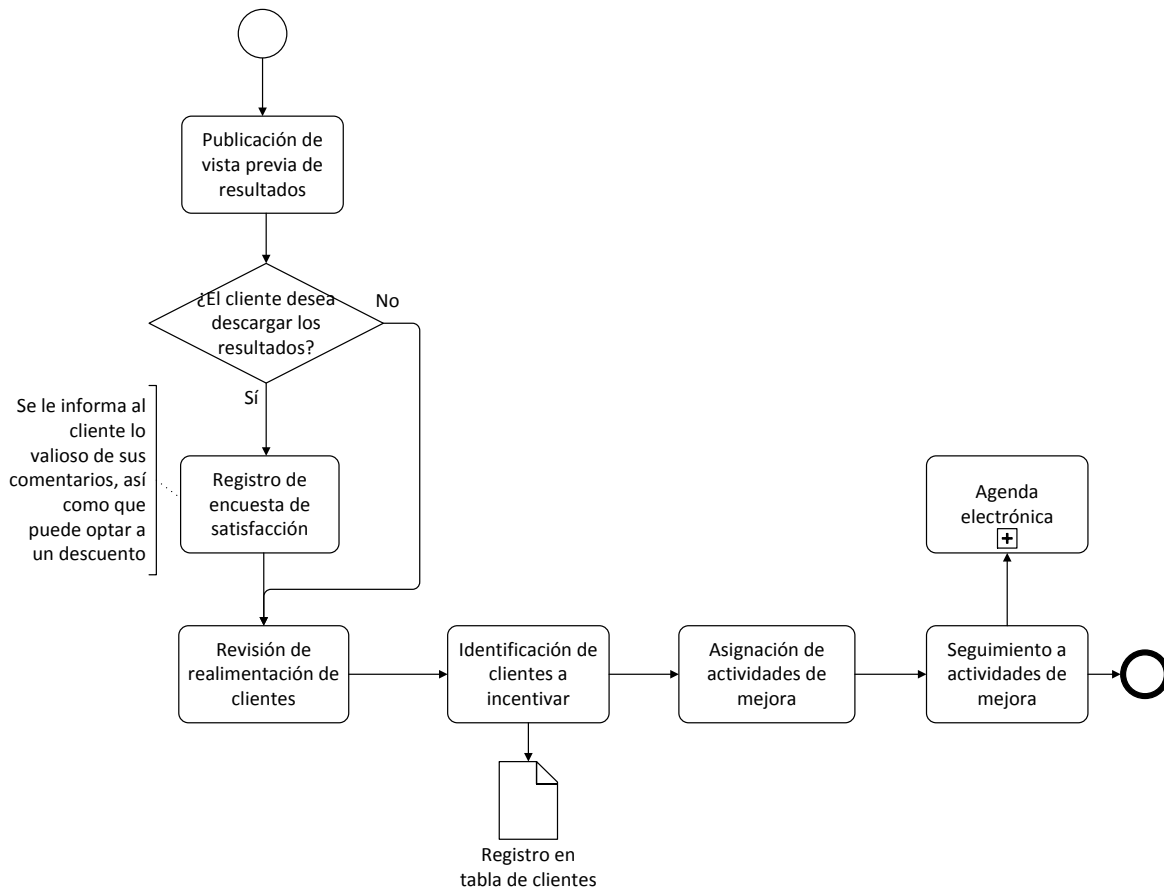 Publicación de
vista previa de
resultados
¿El cliente desea
descargar los
resultados?
No
Sí
Se le informa al
cliente lo
valioso de sus
comentarios, así
como que
puede optar a
un descuento
Registro de
encuesta de
satisfacción
Agenda
electrónica
Revisión de
realimentación de
clientes
Identificación de
clientes a
incentivar
Asignación de
actividades de
mejora
Seguimiento a
actividades de
mejora
Registro en
tabla de clientes